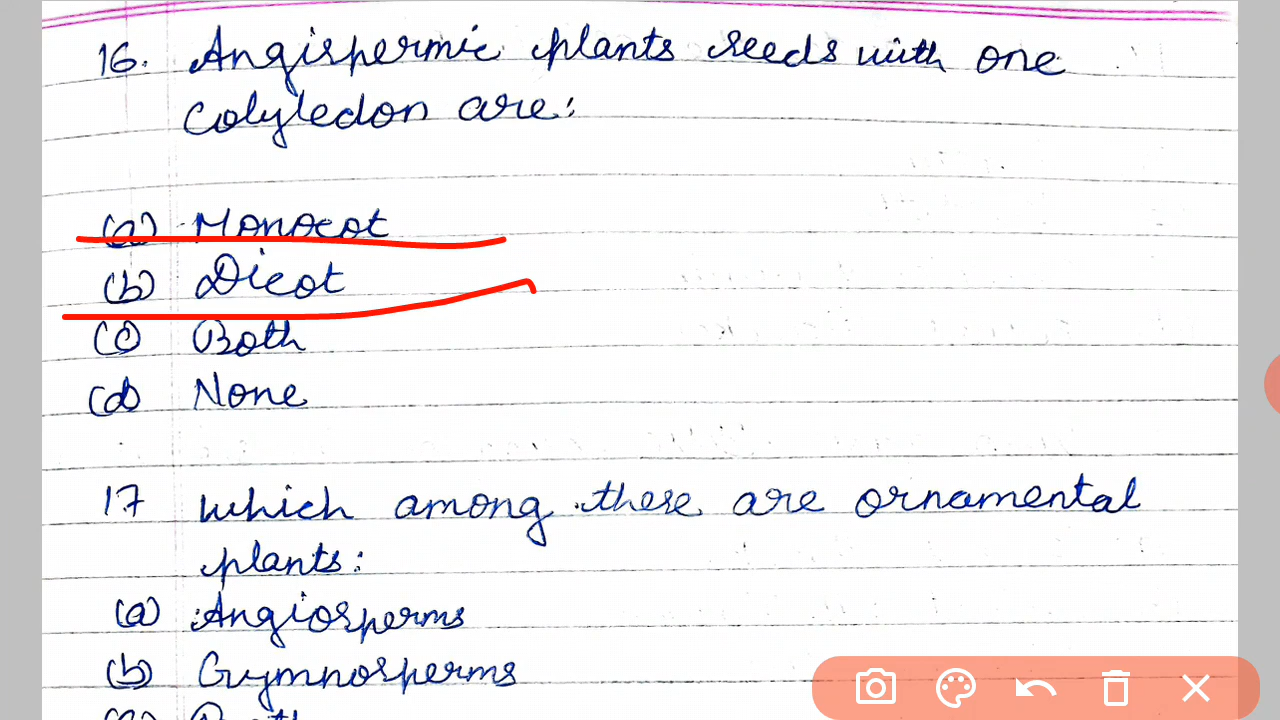 16. Angispermic plants seeds with one
Colyledon are:
(a) Monocot
(b) Dicot
(c) Both
(d) None
17 which among these are ornamental
plants:
(a) Angiosperms
(b) Gymnosperms